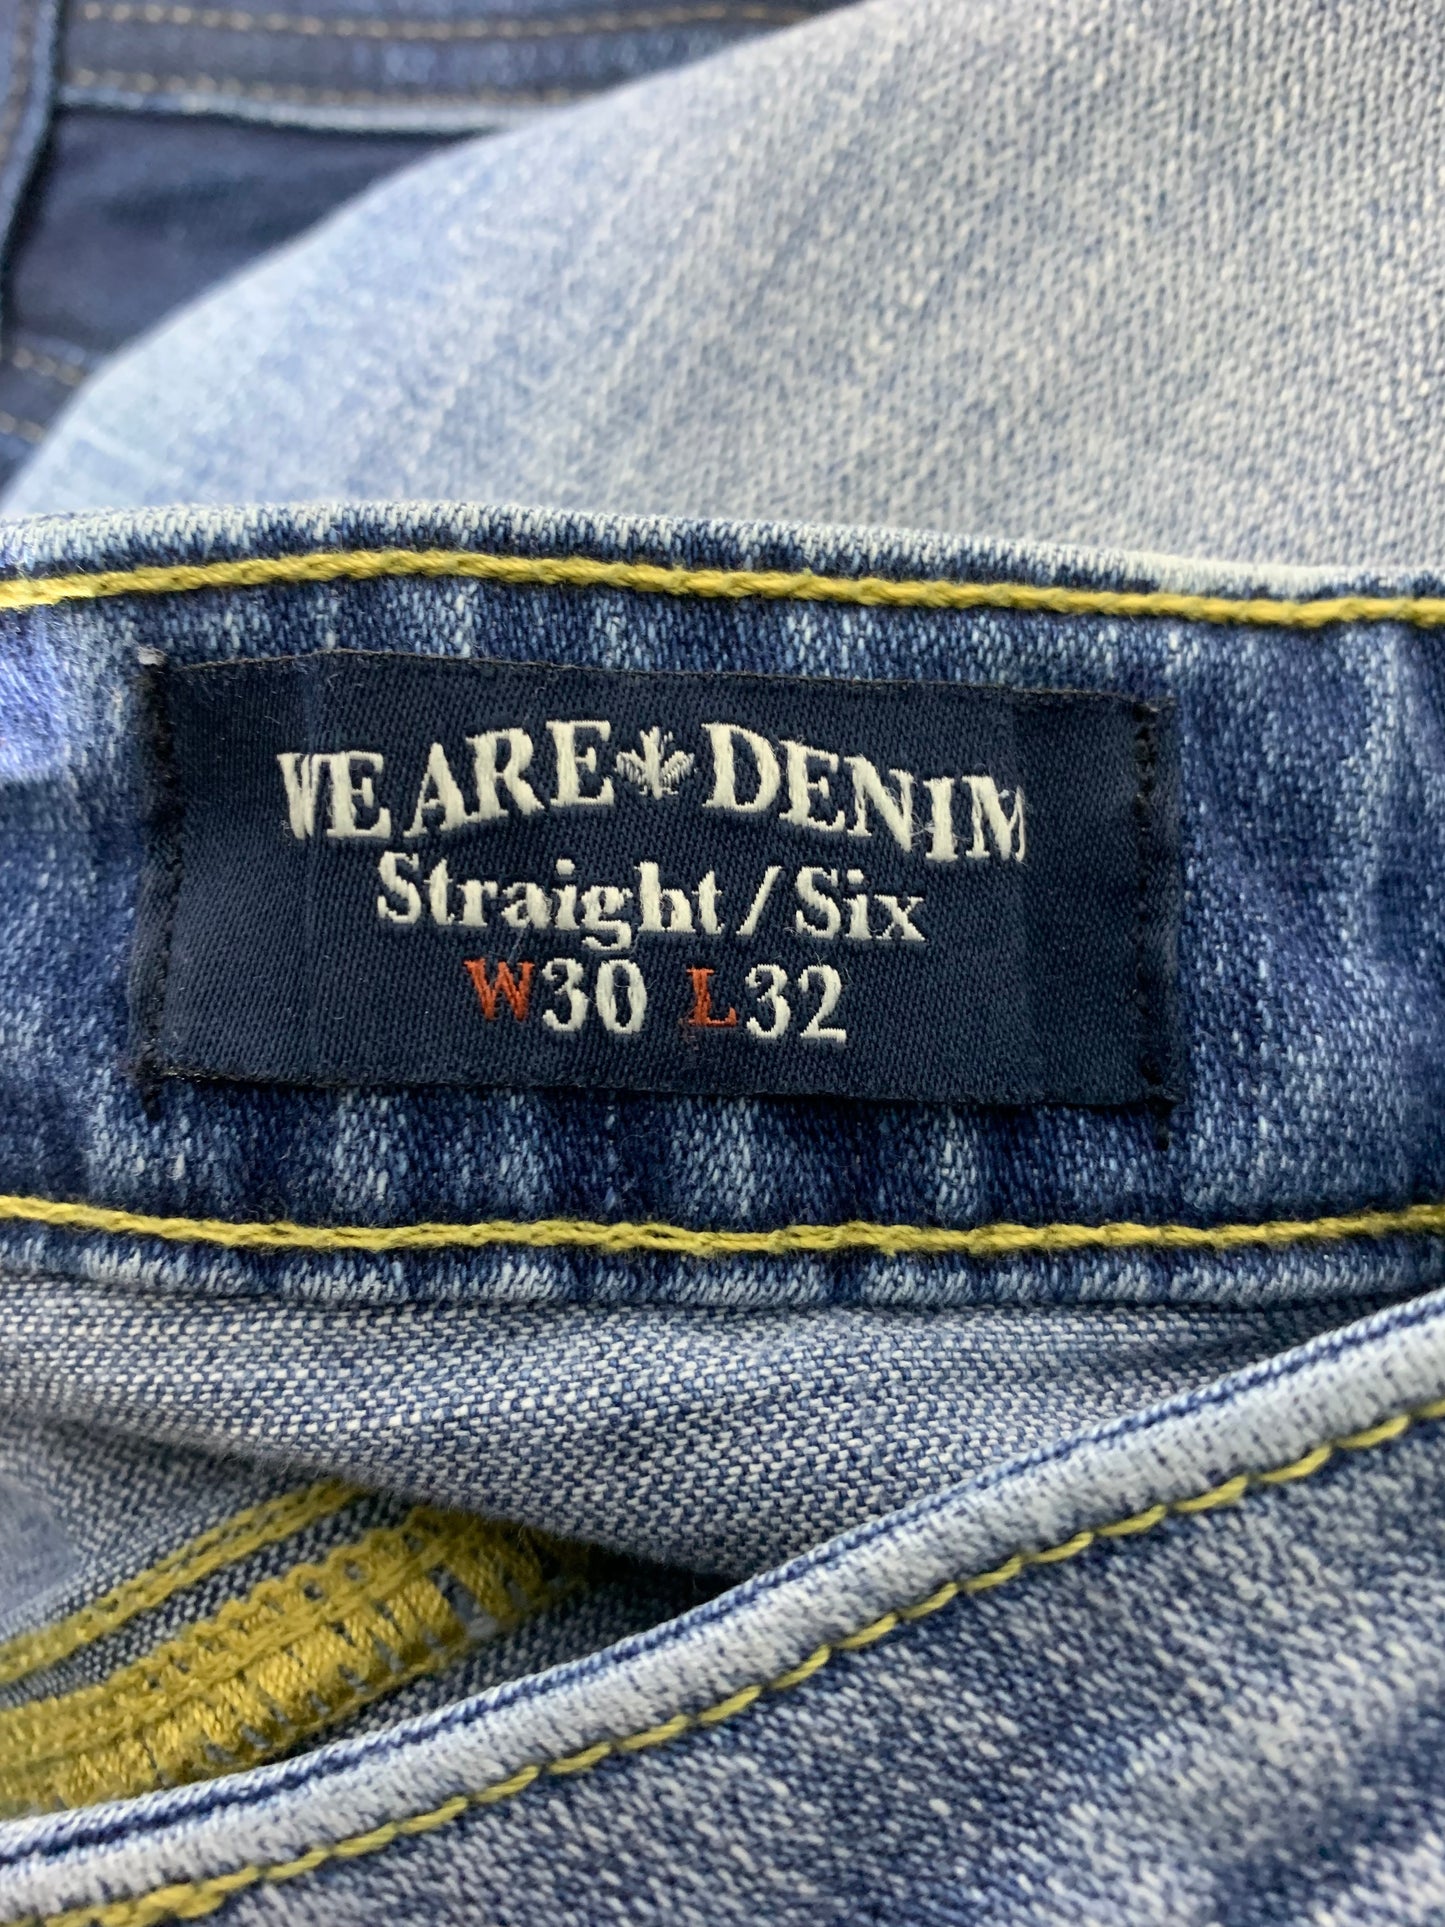 WE ARE DENIM
Straight/Six
W30 L32